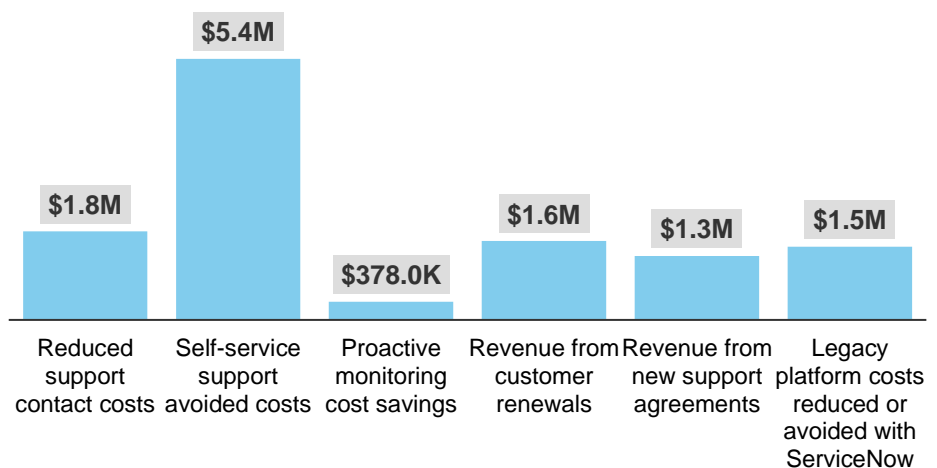 $5.4M
$1.8M
$1.6M
$1.3M
$1.5M
$378.0K
Reduced
support
contact costs
Self-service
support
avoided costs
Proactive
monitoring
cost savings
Revenue from
customer
renewals
Revenue from
new support
agreements
Legacy
platform costs
reduced or
avoided with
ServiceNow